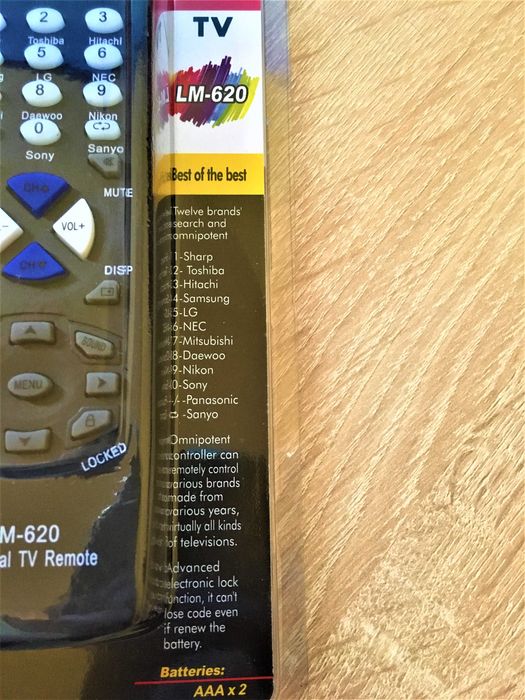 2
3
Toshiba
Hitachi
5
6
LG
NEC
8
9
Daewoo
Nikon
0
Sony
Sanyo
MUTE
VOL+
DISP
SOUND
MENU
LOCKED
M-620
al TV Remote
TV
LM-620
Best of the best
Twelve brands'
search and
omnipotent
1-Sharp
2- Toshiba
3-Hitachi
4-Samsung
5-LG
6-NEC
7-Mitsubishi
8-Daewoo
9-Nikon
0-Sony
-/--Panasonic
-Sanyo
Omnipotent
controller can
remotely control
various brands
made from
various years,
virtually all kinds
of televisions.
Advanced
electronic lock
function, it can't
lose code even
if renew the
battery.
Batteries:
AAA x 2